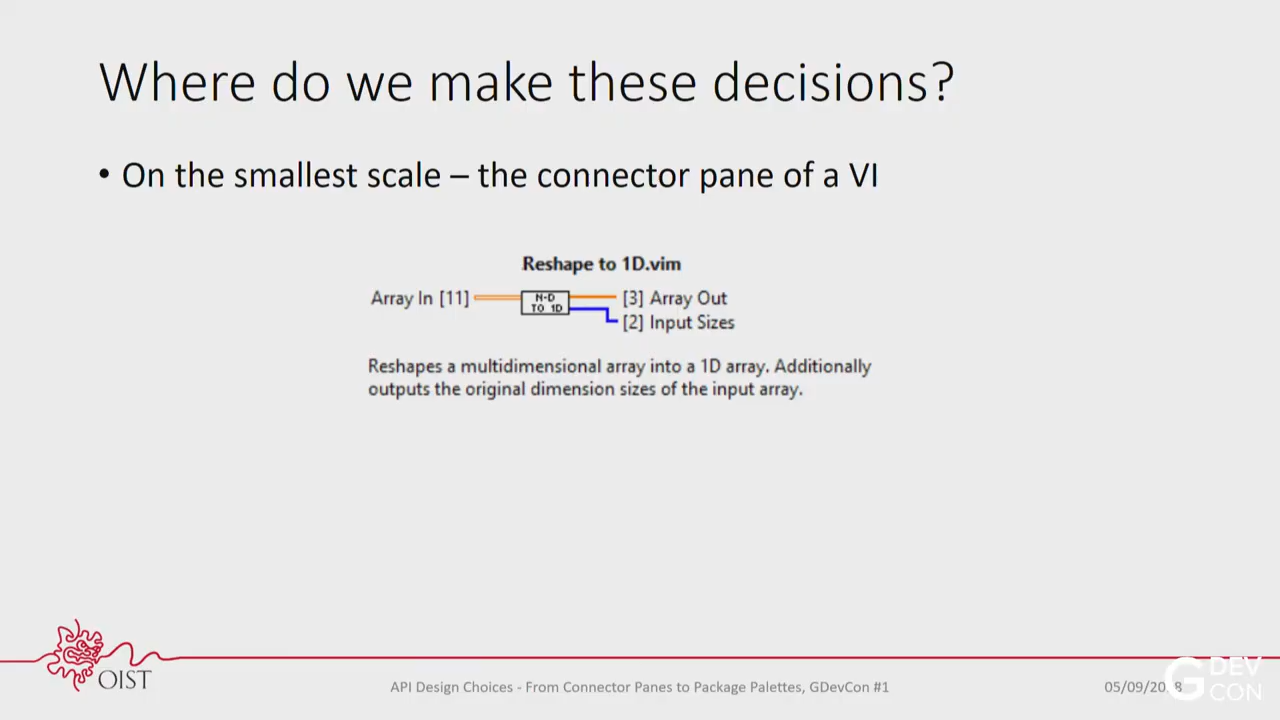 Where do we make these decisions?
• On the smallest scale – the connector pane of a VI
Reshape to 1D.vim
Array In [11]
N-D
TO 1D
[3] Array Out
[2] Input Sizes
Reshapes a multidimensional array into a 1D array. Additionally
outputs the original dimension sizes of the input array.
OIST
API Design Choices - From Connector Panes to Package Palettes, GDevCon #1
05/09/2018
G DEV
CON